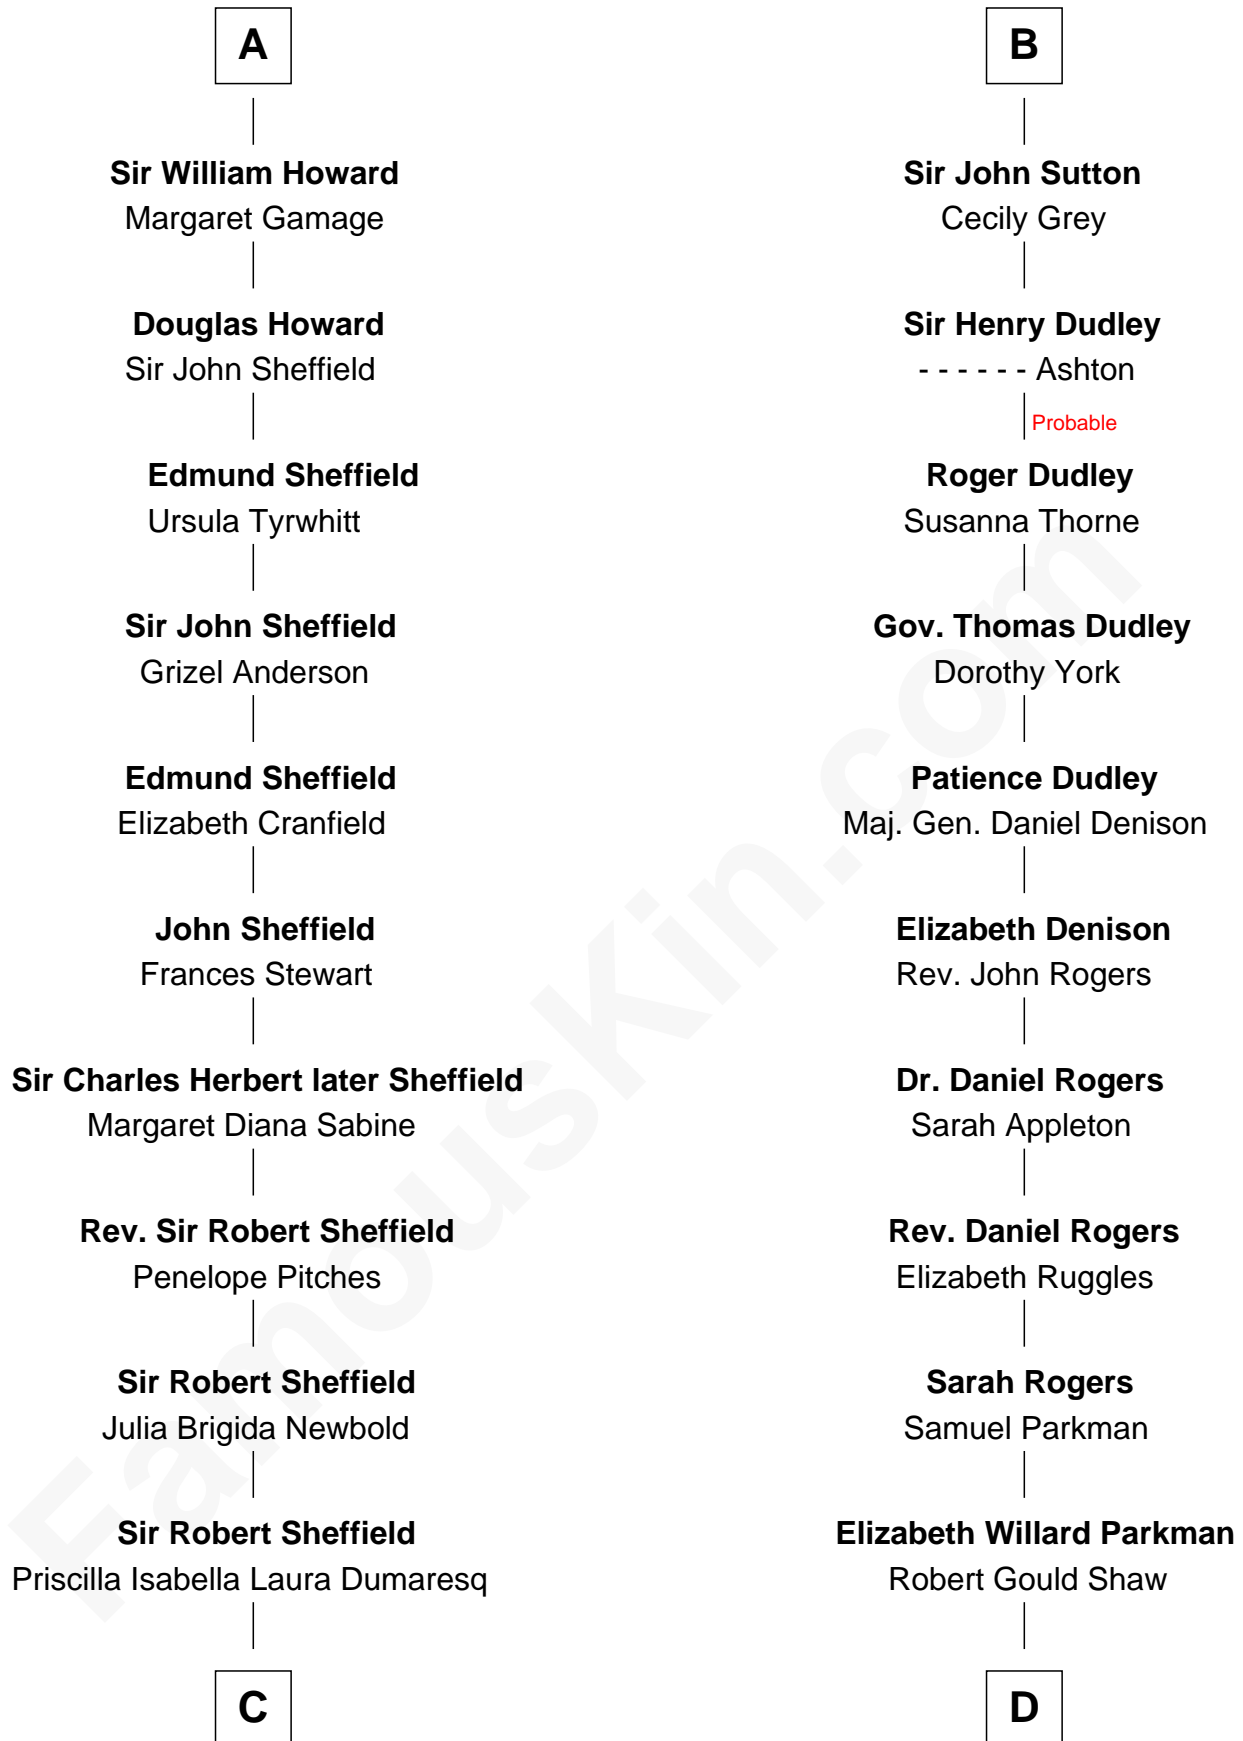 A
Sir William Howard
Margaret Gamage
Douglas Howard
Sir John Sheffield
Edmund Sheffield
Ursula Tyrwhitt
Sir John Sheffield
Grizel Anderson
Edmund Sheffield
Elizabeth Cranfield
John Sheffield
Frances Stewart
Sir Charles Herbert later Sheffield
Margaret Diana Sabine
Rev. Sir Robert Sheffield
Penelope Pitches
Sir Robert Sheffield
Julia Brigida Newbold
Sir Robert Sheffield
Priscilla Isabella Laura Dumaresq
C
B
Sir John Sutton
Cecily Grey
Sir Henry Dudley
- - - - - - Ashton
Probable
Roger Dudley
Susanna Thorne
Gov. Thomas Dudley
Dorothy York
Patience Dudley
Maj. Gen. Daniel Denison
Elizabeth Denison
Rev. John Rogers
Dr. Daniel Rogers
Sarah Appleton
Rev. Daniel Rogers
Elizabeth Ruggles
Sarah Rogers
Samuel Parkman
Elizabeth Willard Parkman
Robert Gould Shaw
D
FamousKin.com